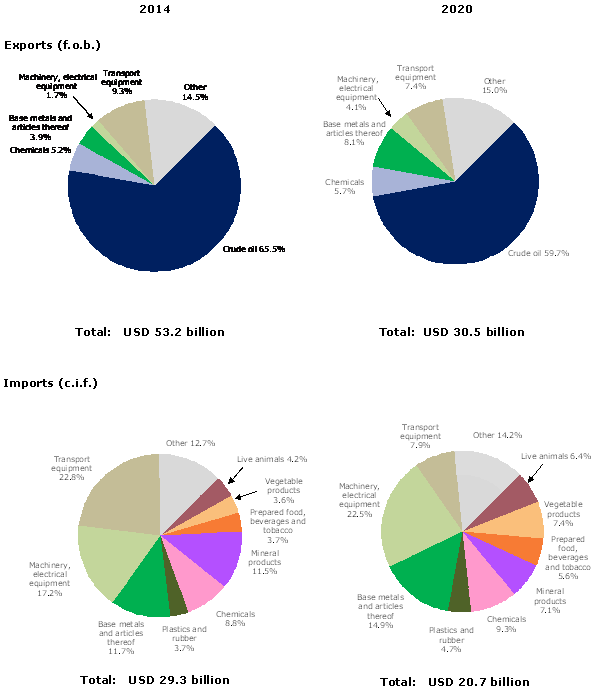 2014
2020
Exports (f.o.b.)
Machinery, electrical
equipment
1.7%
Transport
equipment
9.3%
Other
14.5%
Base metals and
articles thereof
3.9%
Chemicals 5.2%
Crude oil 65.5%
Machinery,
electrical
equipment
4.1%
Transport
equipment
7.4%
Other
15.0%
Base metals and
articles thereof
8.1%
Chemicals
5.7%
Crude oil 59.7%
Total: USD 53.2 billion
Total: USD 30.5 billion
Imports (c.i.f.)
Transport
equipment
22.8%
Other 12.7%
Live animals 4.2%
Vegetable
products
3.6%
Prepared food,
beverages and
tobacco
3.7%
Mineral
products
11.5%
Chemicals
8.8%
Plastics and
rubber
3.7%
Base metals
and articles
thereof
11.7%
Machinery,
electrical
equipment
17.2%
Transport
equipment
7.9%
Other 14.2%
Live animals 6.4%
Vegetable
products
7.4%
Prepared
food,
beverages and
tobacco
5.6%
Mineral
products
7.1%
Chemicals
9.3%
Plastics and
rubber
4.7%
Base metals
and articles
thereof
14.9%
Machinery,
electrical
equipment
22.5%
Total: USD 29.3 billion
Total: USD 20.7 billion